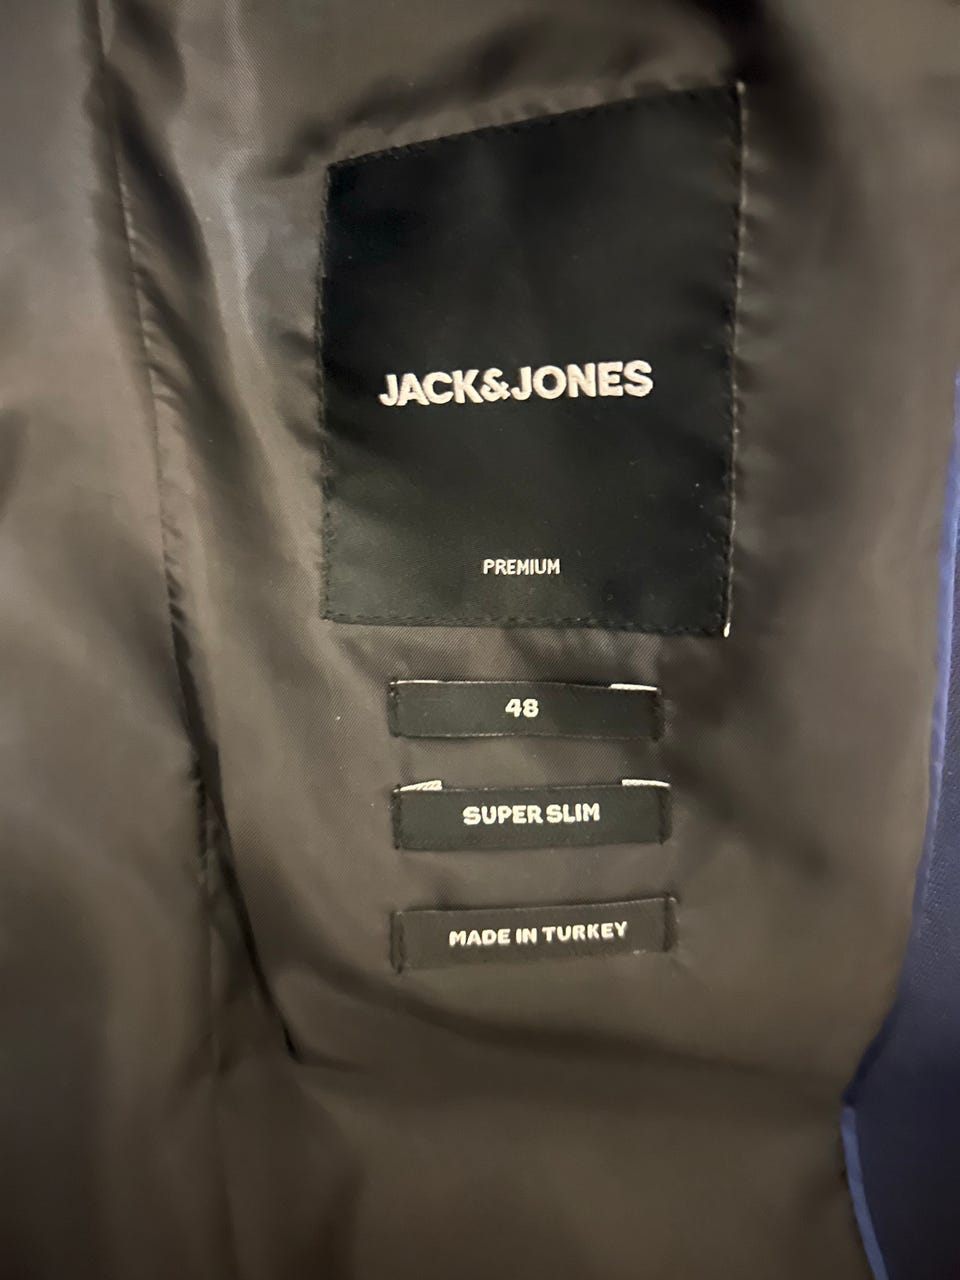 JACK&JONES
PREMIUM
48
SUPER SLIM
MADE IN TURKEY